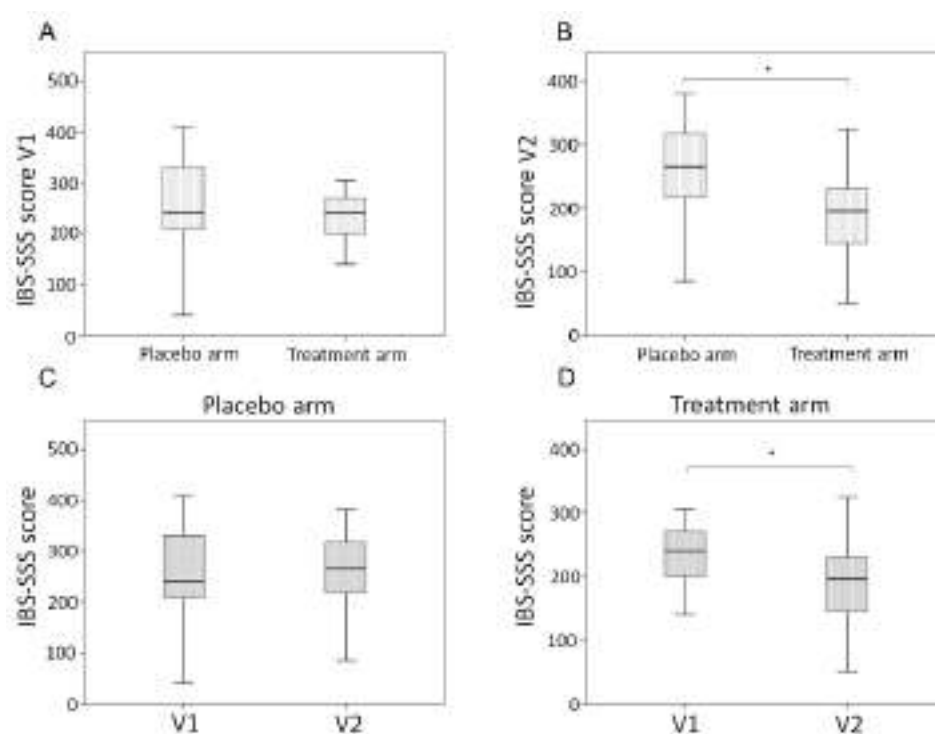 A
IBS-SSS score V1
500
400
300
200
100
0
Placebo arm Treatment arm
B
IBS-SSS score V2
*
400
300
200
100
0
Placebo arm Treatment arm
C
Placebo arm
IBS-SSS score
500
400
300
200
100
0
V1 V2
D
Treatment arm
IBS-SSS score
*
400
300
200
100
0
V1 V2